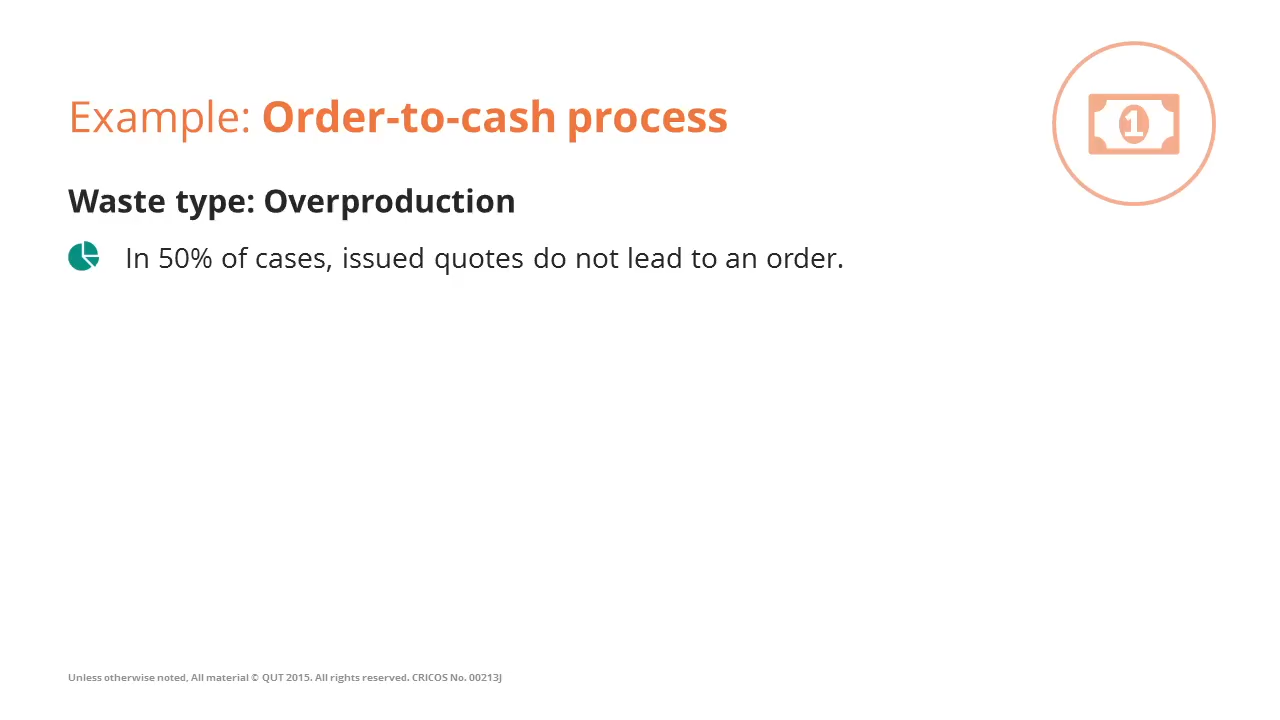 Example: Order-to-cash process
1
Waste type: Overproduction
In 50% of cases, issued quotes do not lead to an order.
Unless otherwise noted, All material © QUT 2015. All rights reserved. CRICOS No. 00213J